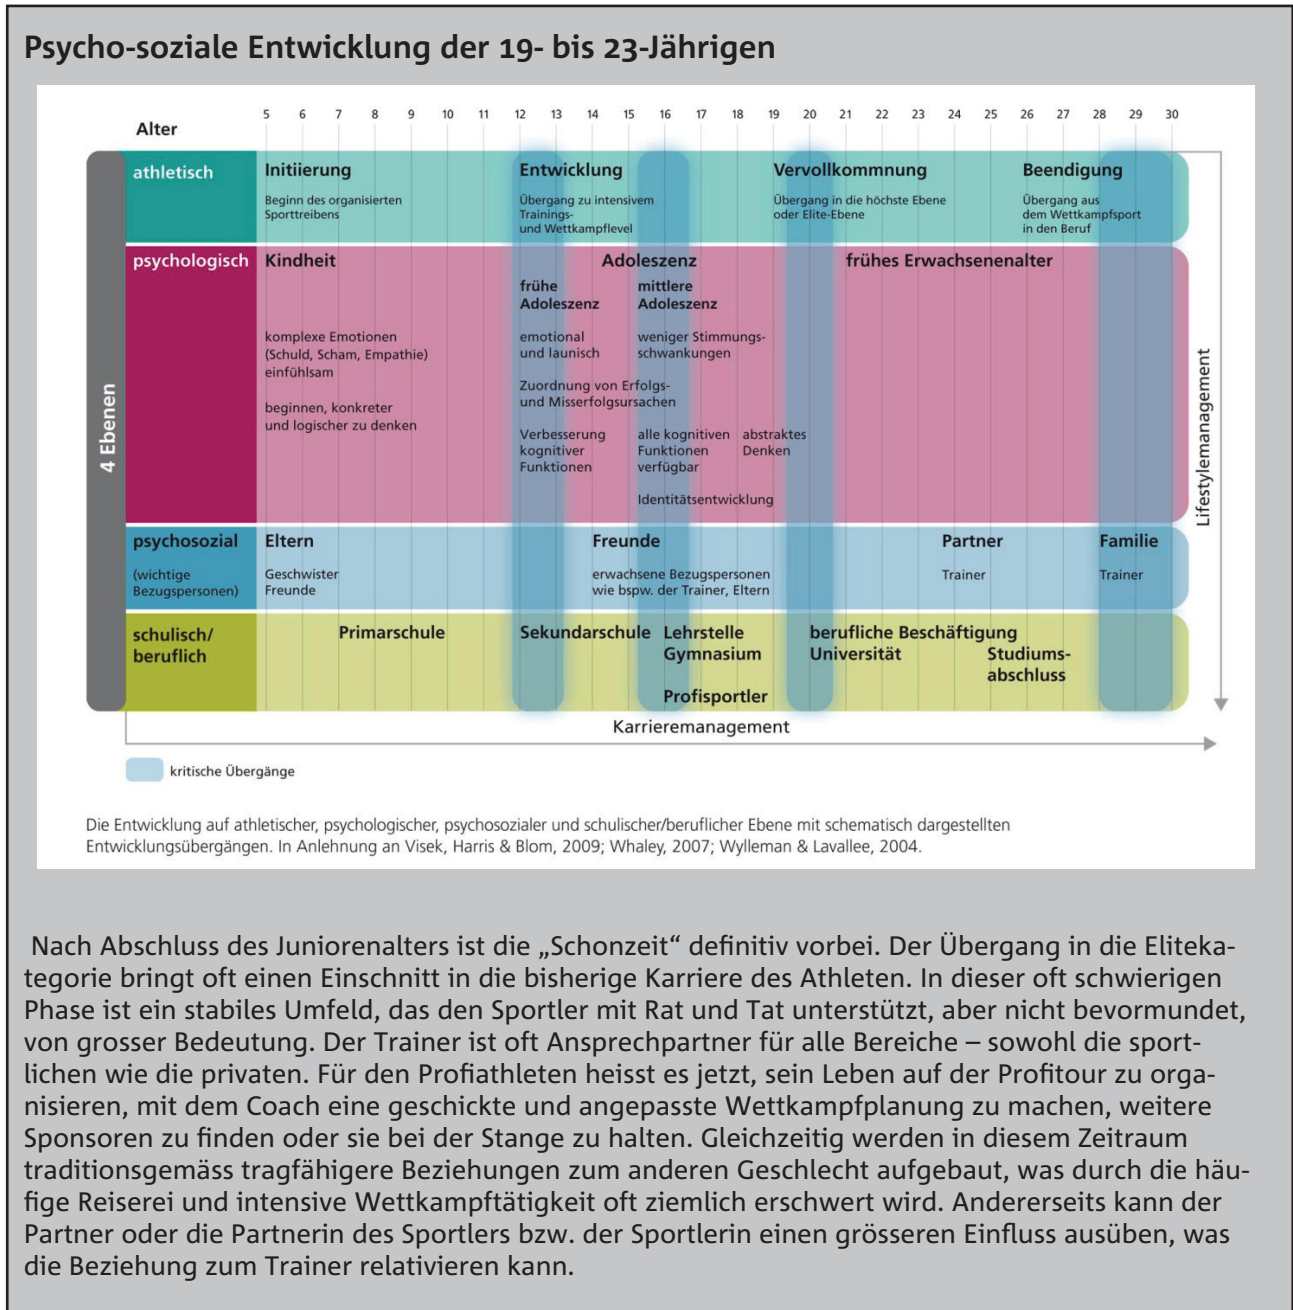 Psycho-soziale Entwicklung der 19- bis 23-Jährigen
Alter
5 6 7 8 9 10 11 12 13 14 15 16 17 18 19 20 21 22 23 24 25 26 27 28 29 30
4 Ebenen
athletisch
Initiierung
Beginn des organisierten
Sporttreibens
Entwicklung
Übergang zu intensivem
Trainings-
und Wettkampflevel
Vervollkommnung
Übergang in die höchste Ebene
oder Elite-Ebene
Beendigung
Übergang aus
dem Wettkampfsport
in den Beruf
psychologisch
Kindheit
komplexe Emotionen
(Schuld, Scham, Empathie)
einfühlsam
beginnen, konkreter
und logischer zu denken
Adoleszenz
frühe
Adoleszenz
mittlere
Adoleszenz
emotional
und launisch
weniger Stimmungs-
schwankungen
Zuordnung von Erfolgs-
und Misserfolgsursachen
Verbesserung
kognitiver
Funktionen
alle kognitiven
Funktionen
verfügbar
abstraktes
Denken
Identitätsentwicklung
frühes Erwachsenenalter
psychosozial
(wichtige
Bezugspersonen)
Eltern
Geschwister
Freunde
Freunde
erwachsene Bezugspersonen
wie bspw. der Trainer, Eltern
Partner
Trainer
Familie
Trainer
schulisch/
beruflich
Primarschule
Sekundarschule
Lehrstelle
Gymnasium
Profisportler
berufliche Beschäftigung
Universität
Studiums-
abschluss
Lifestylemanagement
Karrieremanagement
kritische Übergänge
Die Entwicklung auf athletischer, psychologischer, psychosozialer und schulischer/beruflicher Ebene mit schematisch dargestellten
Entwicklungsübergängen. In Anlehnung an Visek, Harris & Blom, 2009; Whaley, 2007; Wylleman & Lavallee, 2004.
Nach Abschluss des Juniorenalters ist die „Schonzeit“ definitiv vorbei. Der Übergang in die Eliteka-
tegorie bringt oft einen Einschnitt in die bisherige Karriere des Athleten. In dieser oft schwierigen
Phase ist ein stabiles Umfeld, das den Sportler mit Rat und Tat unterstützt, aber nicht bevormundet,
von grosser Bedeutung. Der Trainer ist oft Ansprechpartner für alle Bereiche – sowohl die sport-
lichen wie die privaten. Für den Profiathleten heisst es jetzt, sein Leben auf der Profitour zu orga-
nisieren, mit dem Coach eine geschickte und angepasste Wettkampfplanung zu machen, weitere
Sponsoren zu finden oder sie bei der Stange zu halten. Gleichzeitig werden in diesem Zeitraum
traditionsgemäss tragfähigere Beziehungen zum anderen Geschlecht aufgebaut, was durch die häu-
fige Reiserei und intensive Wettkampftätigkeit oft ziemlich erschwert wird. Andererseits kann der
Partner oder die Partnerin des Sportlers bzw. der Sportlerin einen grösseren Einfluss ausüben, was
die Beziehung zum Trainer relativieren kann.